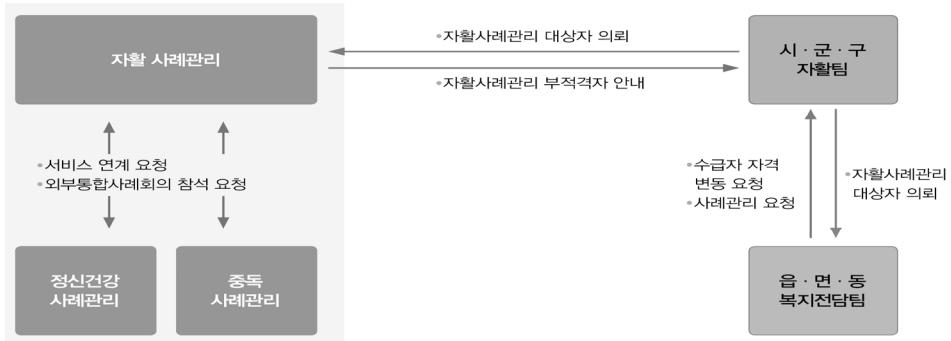 자활 사례관리
•자활사례관리 대상자 의뢰
•자활사례관리 부적격자 안내
시·군·구
자활팀
•서비스 연계 요청
•외부통합사례회의 참석 요청
•수급자 자격
변동 요청
•사례관리 요청
•자활사례관리
대상자 의뢰
정신건강
사례관리
중독
사례관리
읍·면·동
복지전담팀